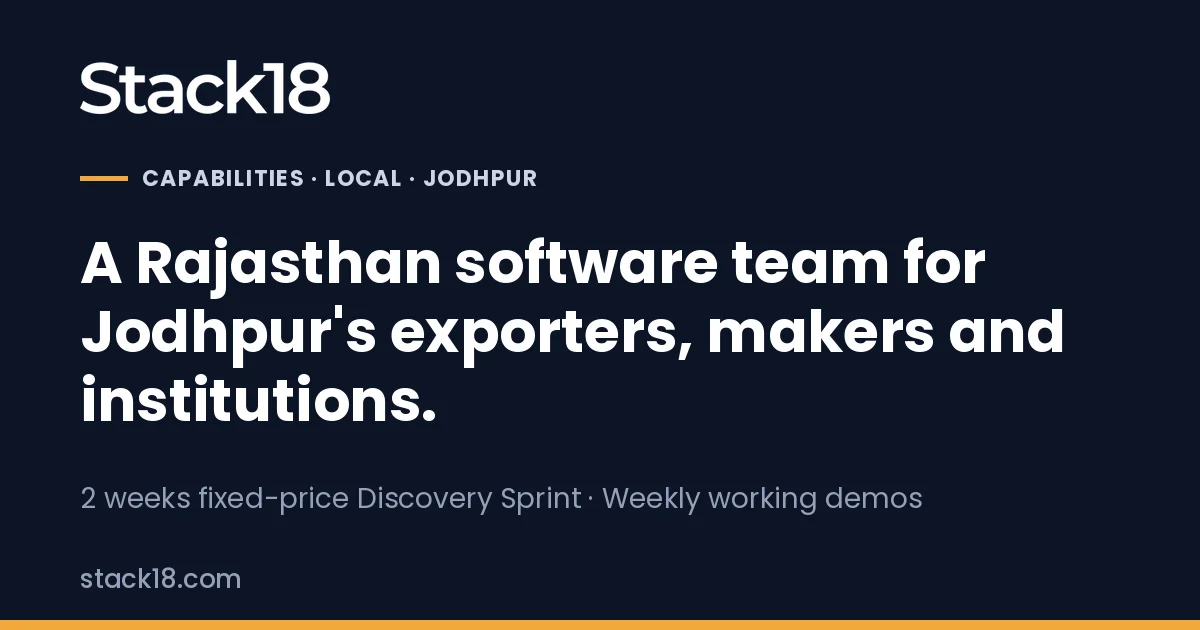 Stack18
CAPABILITIES · LOCAL · JODHPUR
A Rajasthan software team for
Jodhpur's exporters, makers and
institutions.
2 weeks fixed-price Discovery Sprint · Weekly working demos
stack18.com